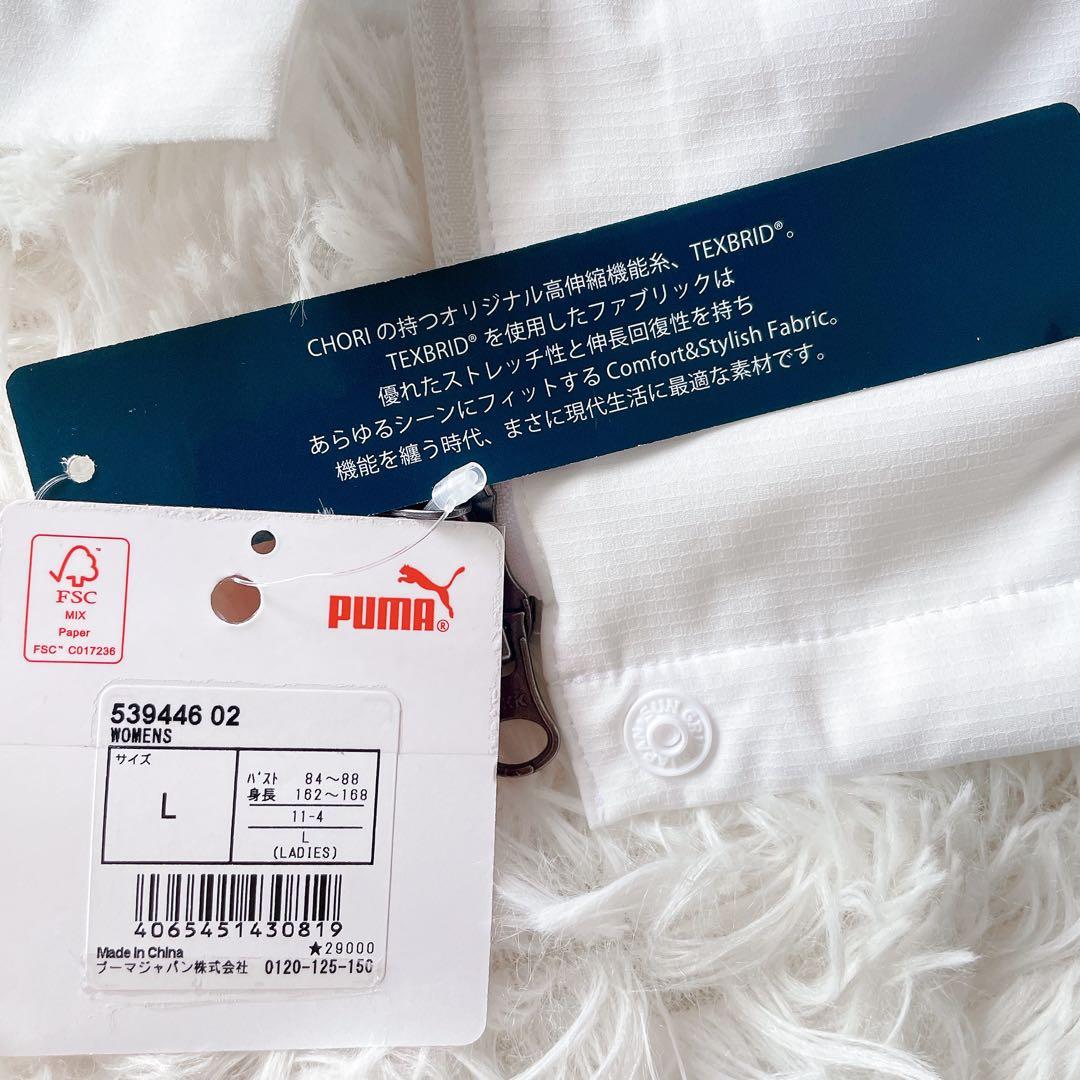 CHORI の持つオリジナル高伸縮機能糸、TEXBRID®。
TEXBRID® を使用したファブリックは
優れたストレッチ性と伸長回復性を持ち
あらゆるシーンにフィットする Comfort&Stylish Fabric。
機能を纏う時代、まさに現代生活に最適な素材です。
FSC
MIX
Paper
FSC™ C017236
PUMA®
539446 02
WOMENS
サイズ
L
バスト 84～88
身長 162～168
11-4
L
(LADIES)
4065451430819
★29000
Made in China
プーマジャパン株式会社 0120-125-150